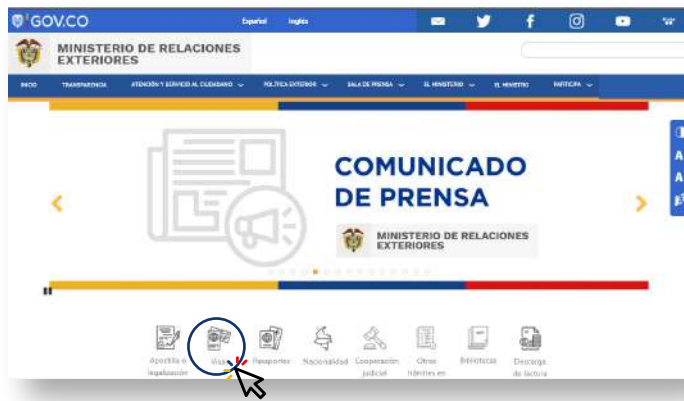 GOV.CO
Español Inglés
MINISTERIO DE RELACIONES
EXTERIORES
INICIO TRANSPARENCIA ATENCIÓN Y SERVICIO AL CIUDADANO POLÍTICA EXTERIOR SALA DE PRENSA EL MINISTERIO EL MINISTRO PARTICIPA
A
A
COMUNICADO
DE PRENSA
MINISTERIO DE RELACIONES
EXTERIORES
Apostilla o
legalización
Visas
Pasaportes
Nacionalidad
Cooperación
judicial
Otros
trámites en
Bibliotecas
Descarga
de factura